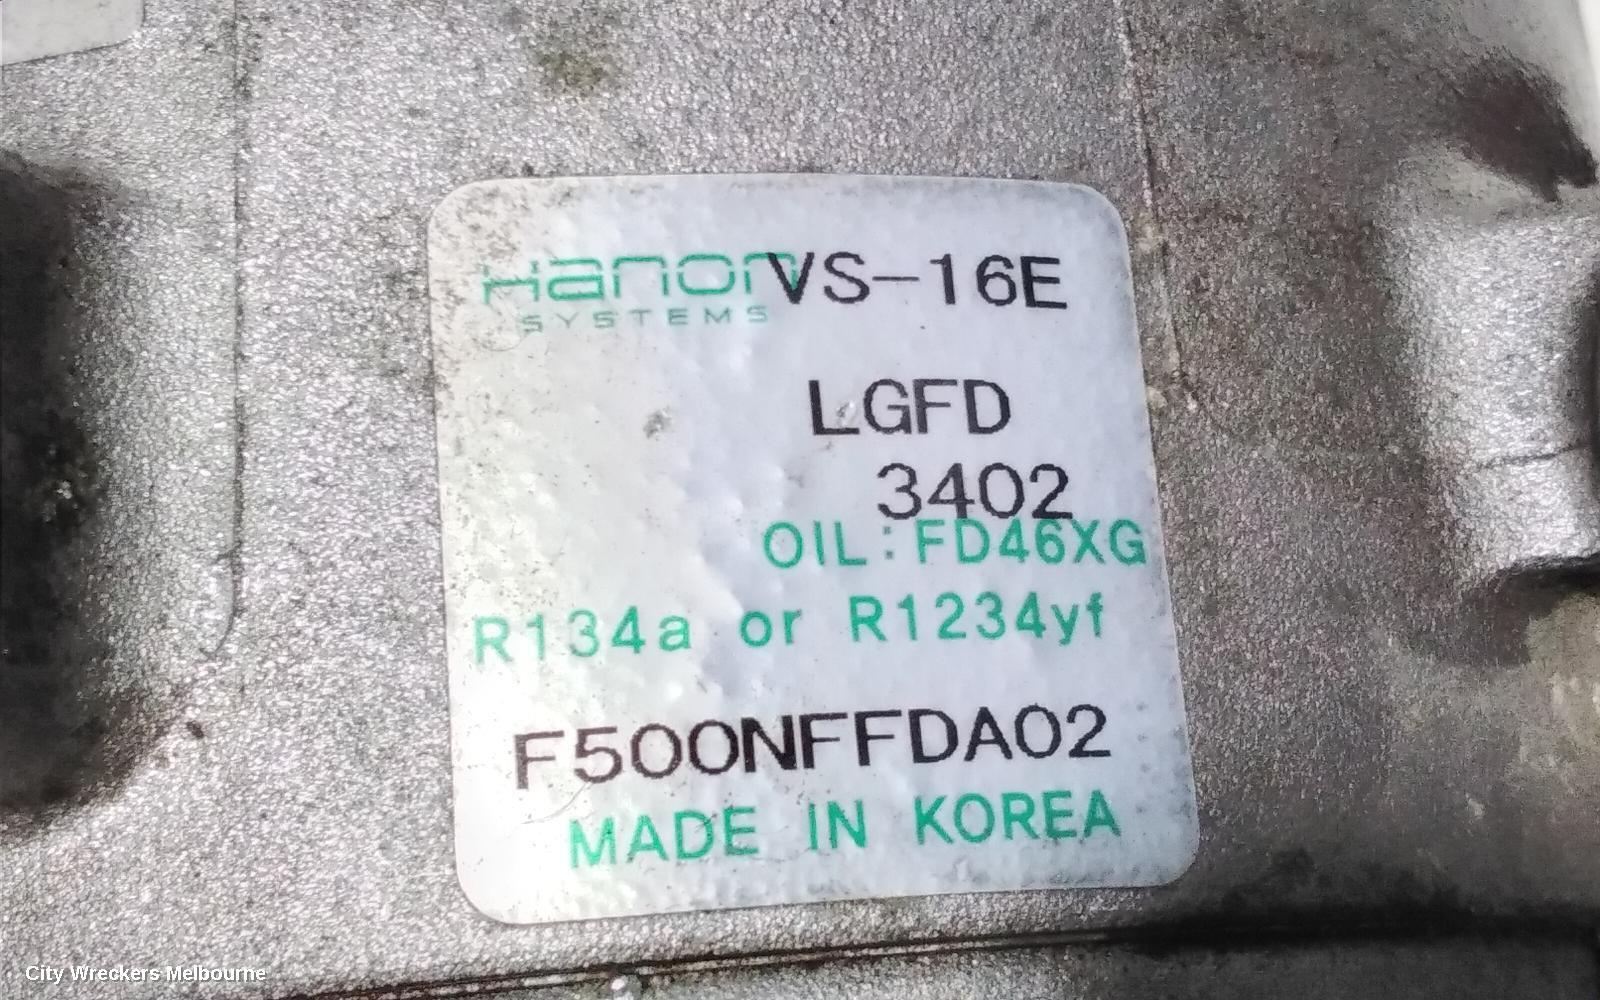 Hanon VS-16E
SYSTEMS
LGFD
3402
OIL:FD46XG
R134a or R1234yf
F500NFFDA02
MADE IN KOREA
City Wreckers Melbourne